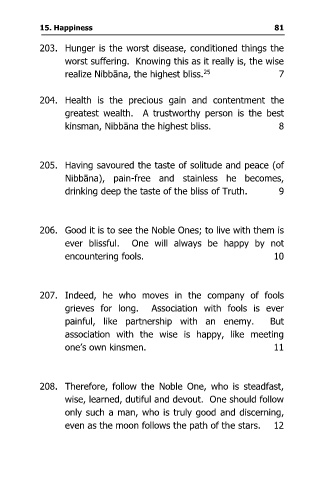 15. Happiness 81
203. Hunger is the worst disease, conditioned things the
worst suffering. Knowing this as it really is, the wise
realize Nibbāna, the highest bliss.25 7
204. Health is the precious gain and contentment the
greatest wealth. A trustworthy person is the best
kinsman, Nibbāna the highest bliss. 8
205. Having savoured the taste of solitude and peace (of
Nibbāna), pain-free and stainless he becomes,
drinking deep the taste of the bliss of Truth. 9
206. Good it is to see the Noble Ones; to live with them is
ever blissful. One will always be happy by not
encountering fools. 10
207. Indeed, he who moves in the company of fools
grieves for long. Association with fools is ever
painful, like partnership with an enemy. But
association with the wise is happy, like meeting
one's own kinsmen. 11
208. Therefore, follow the Noble One, who is steadfast,
wise, learned, dutiful and devout. One should follow
only such a man, who is truly good and discerning,
even as the moon follows the path of the stars. 12